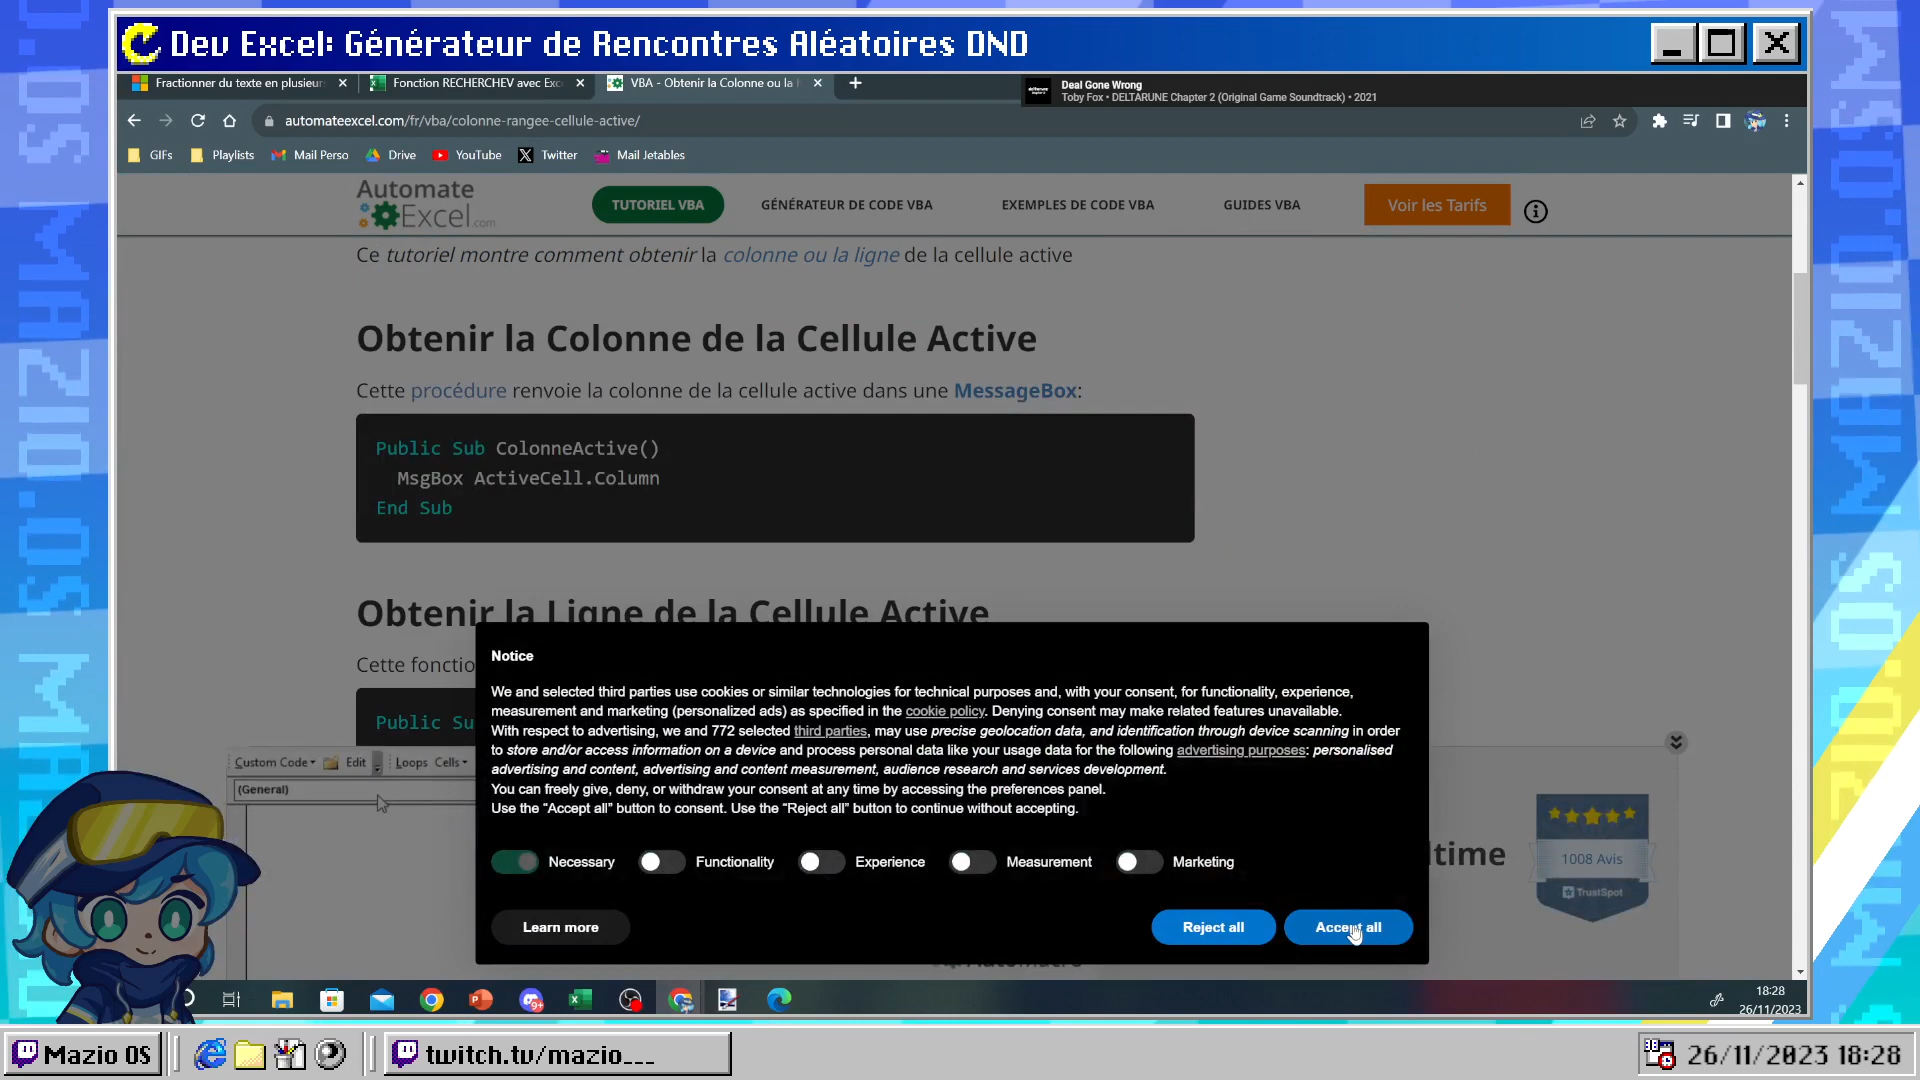 Dev Excel: Générateur de Rencontres Aléatoires DND
Fractionner du texte en plusieurs
Fonction RECHERCHEV avec Exc
VBA - Obtenir la Colonne ou la
Deal Gone Wrong
Toby Fox • DELTARUNE Chapter 2 (Original Game Soundtrack) • 2021
automateexcel.com/fr/vba/colonne-rangee-cellule-active/
GIFs
Playlists
Mail Perso
Drive
YouTube
Twitter
Mail Jetables
Automate
Excel.com
TUTORIEL VBA
GÉNÉRATEUR DE CODE VBA
EXEMPLES DE CODE VBA
GUIDES VBA
Voir les Tarifs
Ce tutoriel montre comment obtenir la colonne ou la ligne de la cellule active
Obtenir la Colonne de la Cellule Active
Cette procédure renvoie la colonne de la cellule active dans une MessageBox:
Public Sub ColonneActive()
MsgBox ActiveCell.Column
End Sub
Obtenir la Ligne de la Cellule Active
Cette fonctio
Public Su
Custom Code
Edit
Loops
Cells
(General)
Notice
We and selected third parties use cookies or similar technologies for technical purposes and, with your consent, for functionality, experience,
measurement and marketing (personalized ads) as specified in the cookie policy. Denying consent may make related features unavailable.
With respect to advertising, we and 772 selected third parties, may use precise geolocation data, and identification through device scanning in order
to store and/or access information on a device and process personal data like your usage data for the following advertising purposes: personalised
advertising and content, advertising and content measurement, audience research and services development.
You can freely give, deny, or withdraw your consent at any time by accessing the preferences panel.
Use the “Accept all” button to consent. Use the “Reject all” button to continue without accepting.
Necessary
Functionality
Experience
Measurement
Marketing
Learn more
Reject all
Accept all
ltime
1008 Avis
TrustSpot
18:28
26/11/2023
Mazio OS
twitch.tv/mazio___
26/11/2023 18:28
MAZIO.OS
MAZIO.OS